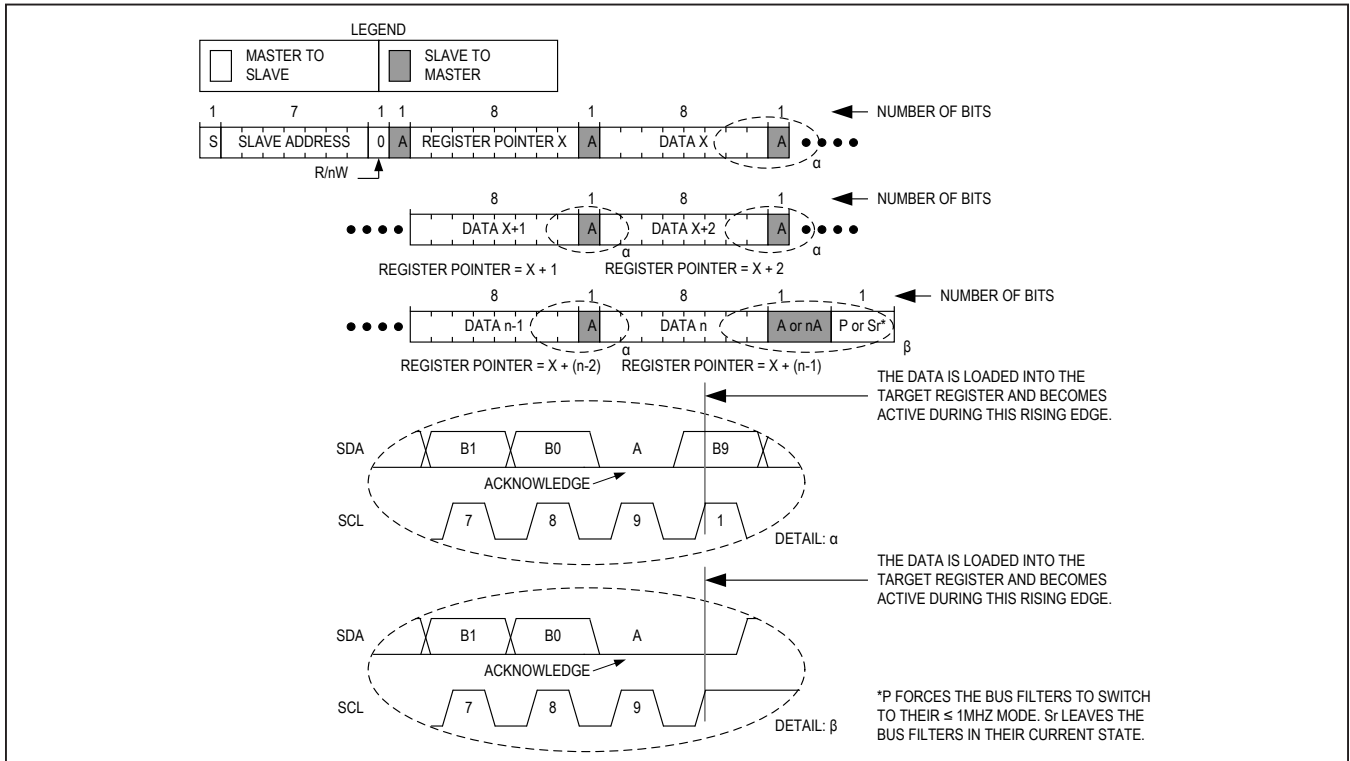 LEGEND
MASTER TO
SLAVE
SLAVE TO
MASTER
1 7 1 1 8 1 8 1 NUMBER OF BITS
S SLAVE ADDRESS 0 A REGISTER POINTER X A DATA X A α
R/nW
8 1 8 1 NUMBER OF BITS
DATA X+1 A α DATA X+2 A α
REGISTER POINTER = X + 1 REGISTER POINTER = X + 2
8 1 8 1 1 NUMBER OF BITS
DATA n-1 A α DATA n A or nA P or Sr* β
REGISTER POINTER = X + (n-2) REGISTER POINTER = X + (n-1)
THE DATA IS LOADED INTO THE
TARGET REGISTER AND BECOMES
ACTIVE DURING THIS RISING EDGE.
SDA B1 B0 A B9
ACKNOWLEDGE
SCL 7 8 9 1
DETAIL: α
THE DATA IS LOADED INTO THE
TARGET REGISTER AND BECOMES
ACTIVE DURING THIS RISING EDGE.
SDA B1 B0 A
ACKNOWLEDGE
SCL 7 8 9
DETAIL: β
*P FORCES THE BUS FILTERS TO SWITCH
TO THEIR ≤ 1MHZ MODE. Sr LEAVES THE
BUS FILTERS IN THEIR CURRENT STATE.